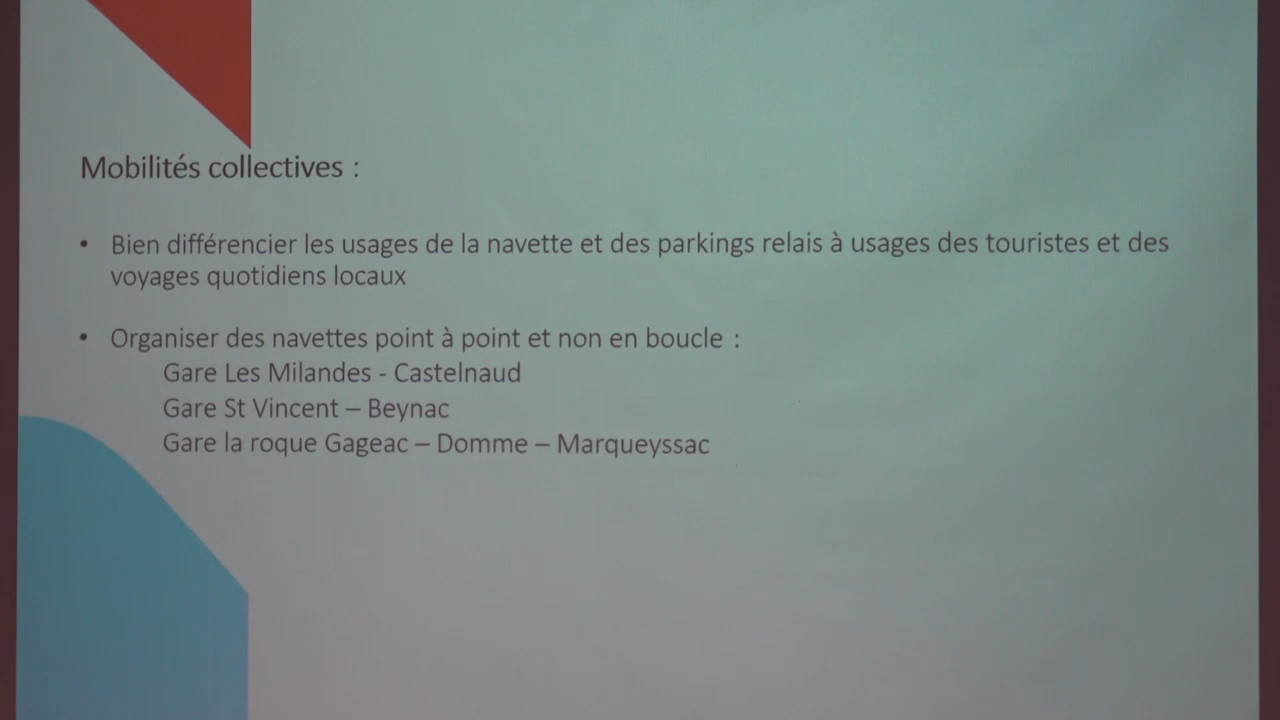 Mobilités collectives :
• Bien différencier les usages de la navette et des parkings relais à usages des touristes et des
voyages quotidiens locaux
• Organiser des navettes point à point et non en boucle :
Gare Les Milandes - Castelnaud
Gare St Vincent – Beynac
Gare la roque Gageac – Domme – Marqueyssac